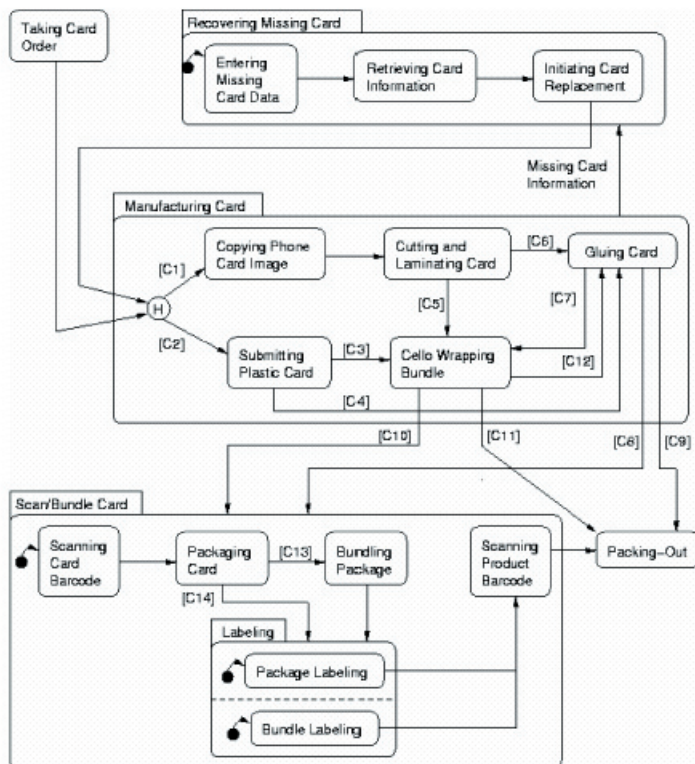 Taking Card
Order
Recovering Missing Card
Entering
Missing
Card Data
Retrieving Card
Information
Initiating Card
Replacement
Missing Card
Information
Manufacturing Card
[C1]
Copying Phone
Card Image
Cutting and
Laminating Card
[C6]
Gluing Card
H
[C5]
[C7]
[C2]
Submitting
Plastic Card
[C3]
Cello Wrapping
Bundle
[C12]
[C4]
[C10]
[C11]
[C8]
[C9]
Scan/Bundle Card
Scanning
Card
Barcode
Packaging
Card
[C13]
Bundling
Package
Scanning
Product
Barcode
Packing-Out
[C14]
Labeling
Package Labeling
Bundle Labeling